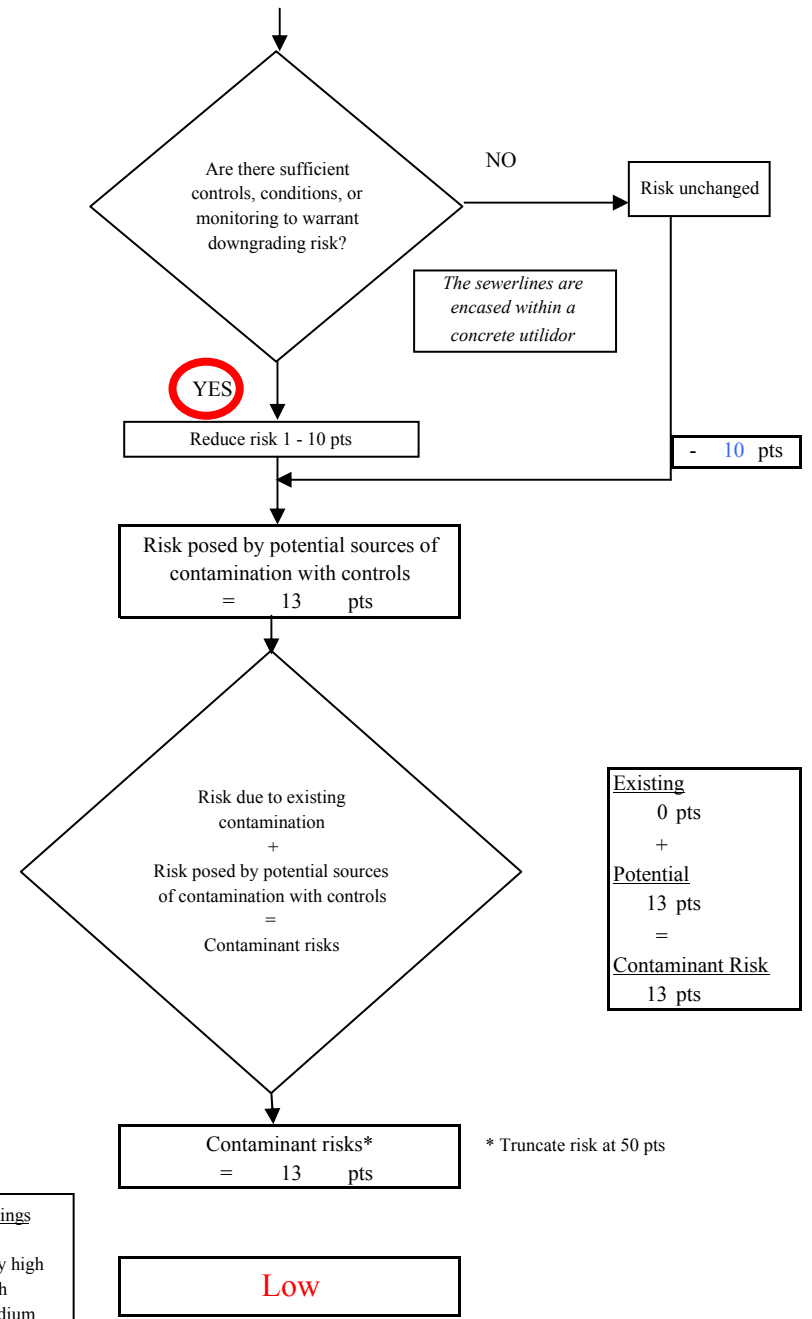 Are there sufficient
controls, conditions, or
monitoring to warrant
downgrading risk?
NO
Risk unchanged
The sewerlines are
encased within a
concrete utilidor
YES
Reduce risk 1 - 10 pts
- 10 pts
Risk posed by potential sources of
contamination with controls
= 13 pts
Risk due to existing
contamination
+
Risk posed by potential sources
of contamination with controls
=
Contaminant risks
Existing
0 pts
+
Potential
13 pts
=
Contaminant Risk
13 pts
Contaminant risks*
= 13 pts
* Truncate risk at 50 pts
high
Low